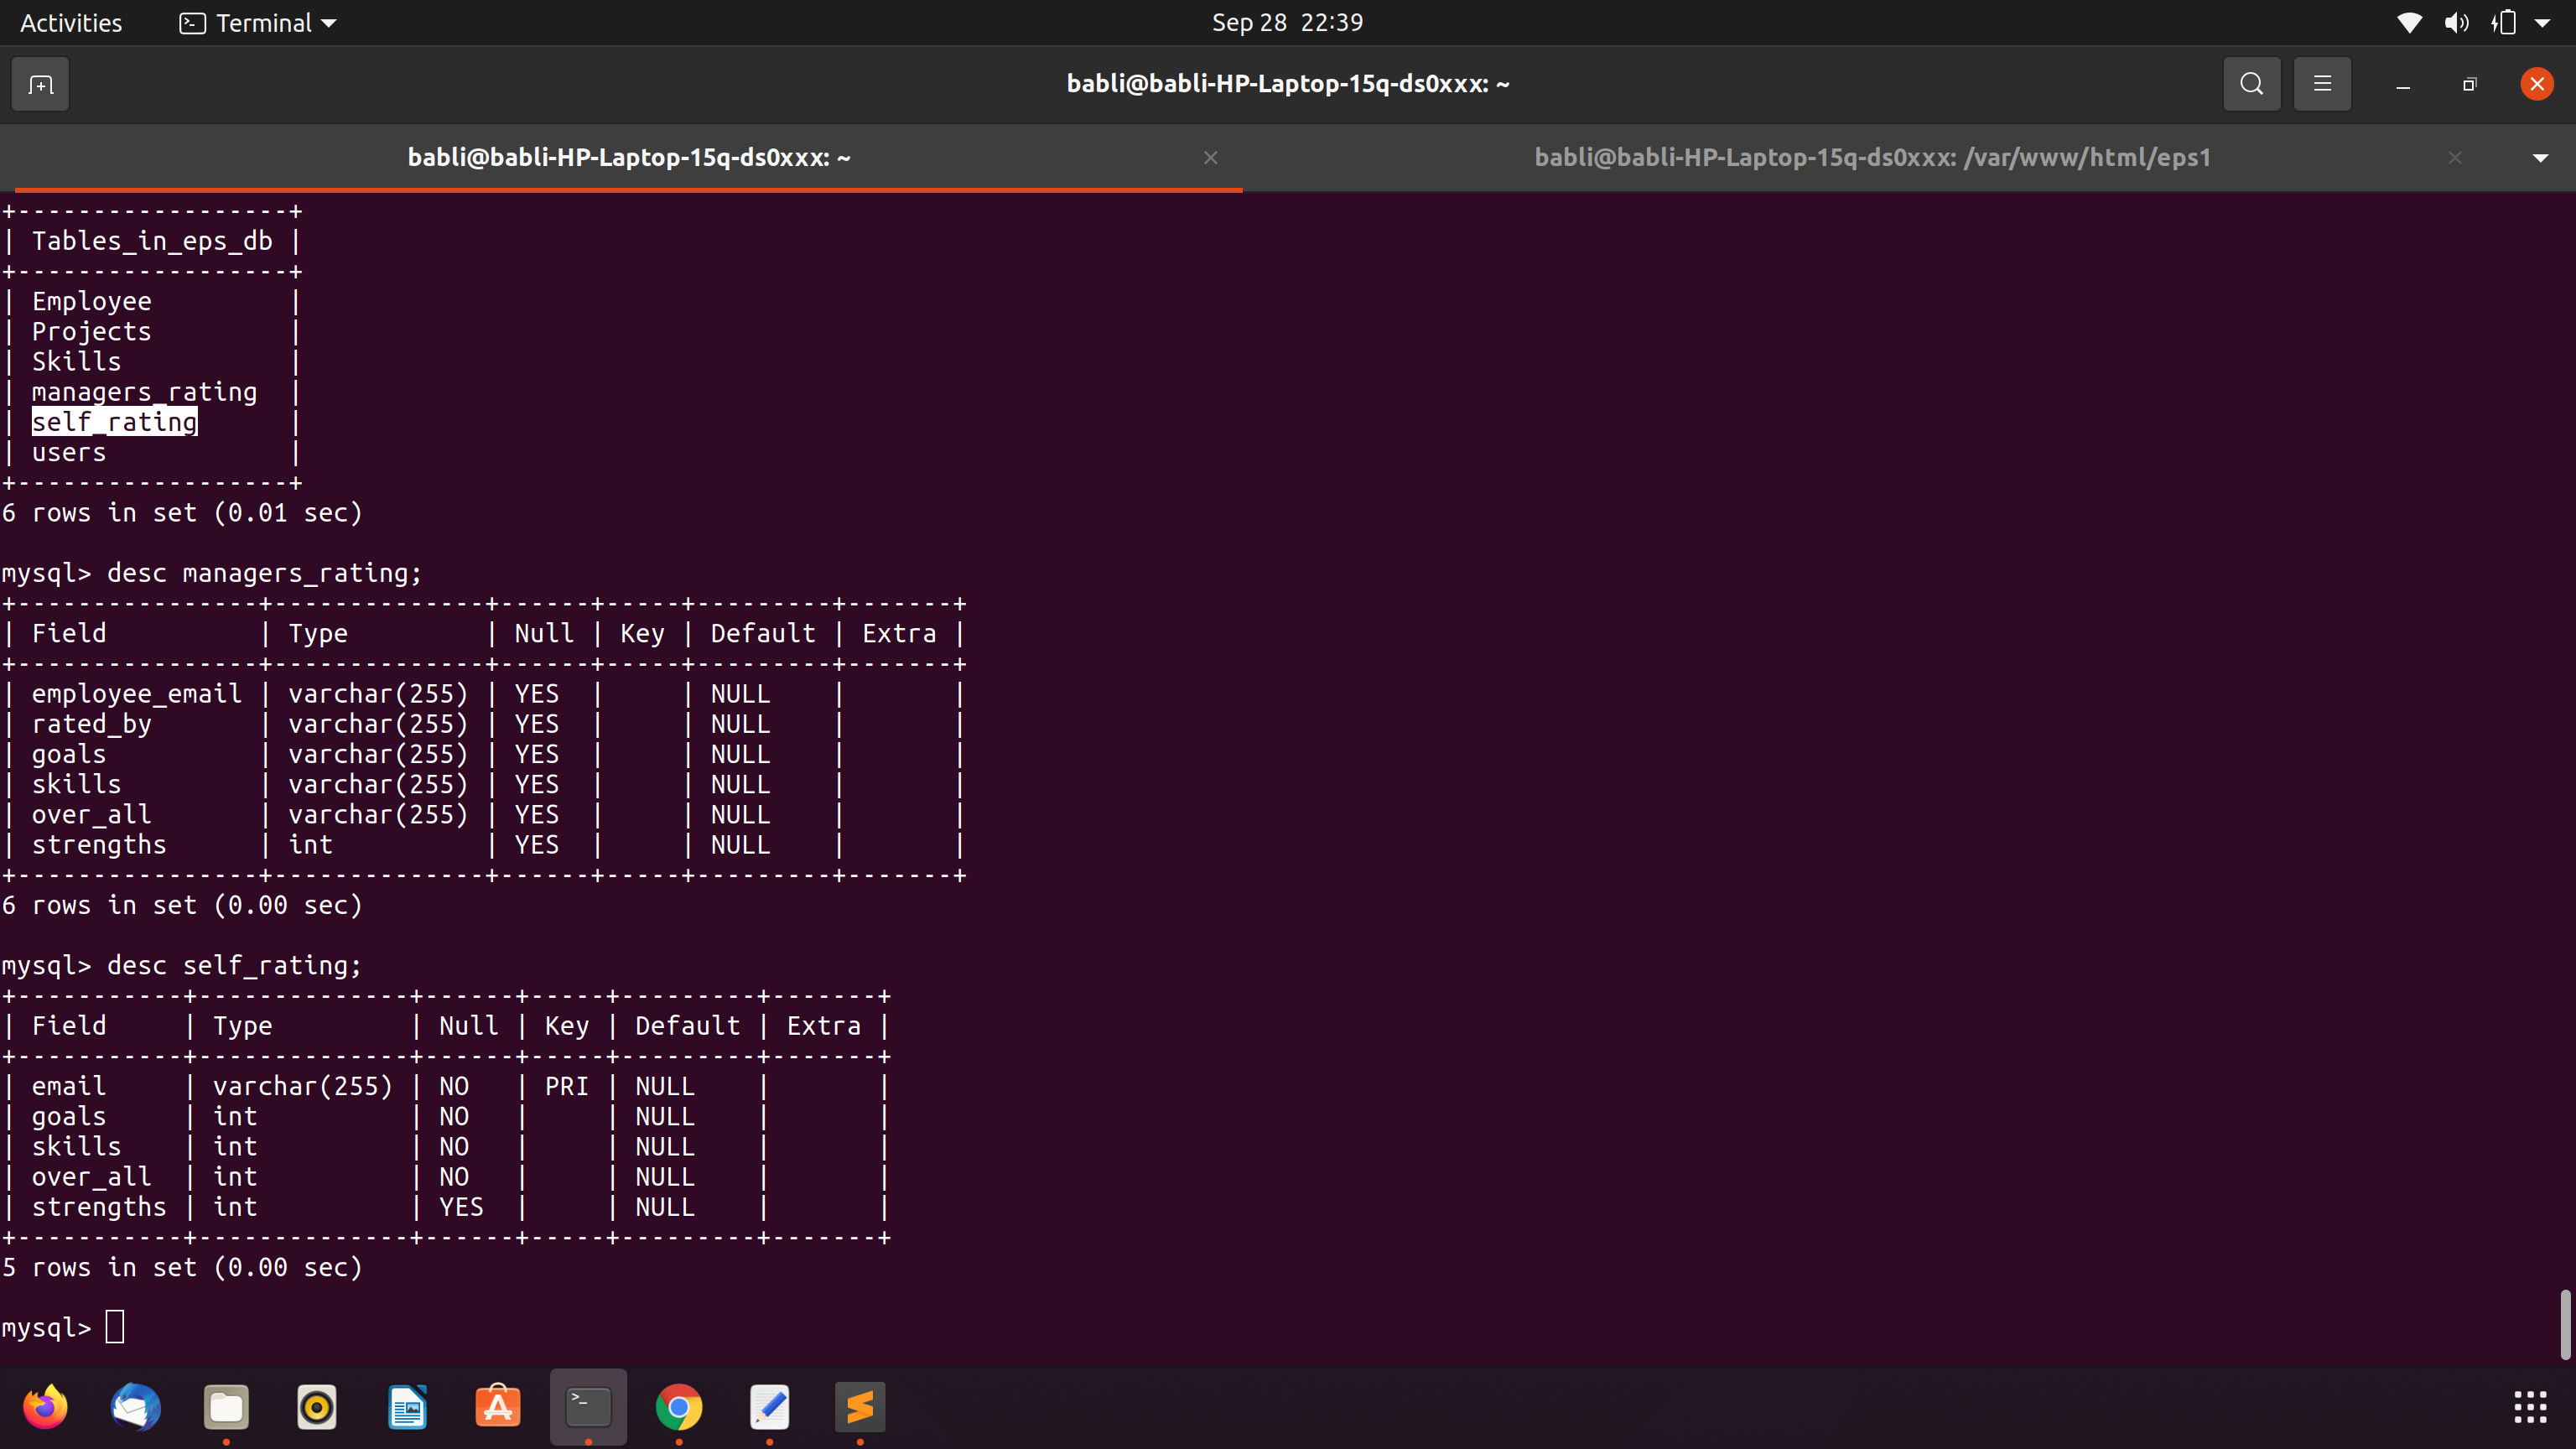 Activities Terminal Sep 28 22:39
babli@babli-HP-Laptop-15q-ds0xxx: ~
babli@babli-HP-Laptop-15q-ds0xxx: ~ babli@babli-HP-Laptop-15q-ds0xxx: /var/www/html/eps1
+------------------+
| Tables_in_eps_db |
+------------------+
| Employee         |
| Projects         |
| Skills           |
| managers_rating  |
| self_rating      |
| users            |
+------------------+
6 rows in set (0.01 sec)
mysql> desc managers_rating;
+----------------+--------------+------+-----+---------+-------+
| Field          | Type         | Null | Key | Default | Extra |
+----------------+--------------+------+-----+---------+-------+
| employee_email | varchar(255) | YES  |     | NULL    |       |
| rated_by       | varchar(255) | YES  |     | NULL    |       |
| goals          | varchar(255) | YES  |     | NULL    |       |
| skills         | varchar(255) | YES  |     | NULL    |       |
| over_all       | varchar(255) | YES  |     | NULL    |       |
| strengths      | int          | YES  |     | NULL    |       |
+----------------+--------------+------+-----+---------+-------+
6 rows in set (0.00 sec)
mysql> desc self_rating;
+-----------+--------------+------+-----+---------+-------+
| Field     | Type         | Null | Key | Default | Extra |
+-----------+--------------+------+-----+---------+-------+
| email     | varchar(255) | NO   | PRI | NULL    |       |
| goals     | int          | NO   |     | NULL    |       |
| skills    | int          | NO   |     | NULL    |       |
| over_all  | int          | NO   |     | NULL    |       |
| strengths | int          | YES  |     | NULL    |       |
+-----------+--------------+------+-----+---------+-------+
5 rows in set (0.00 sec)
mysql>